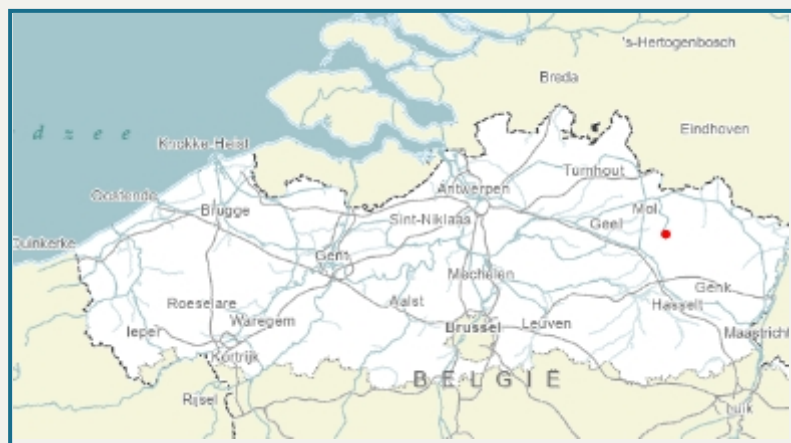 's-Hertogenbosch
Breda
d z e e
Eindhoven
Knokke-Heist
Turnhout
Oostende
Antwerpen
Mol
Brugge
Sint-Niklaas
Geel
Duinkerke
Gent
Mechelen
Genk
Roeselare
Aalst
Hasselt
Ieper
Waregem
Brussel
Leuven
Maastricht
Kortrijk
BELGIË
Rijsel
Luik